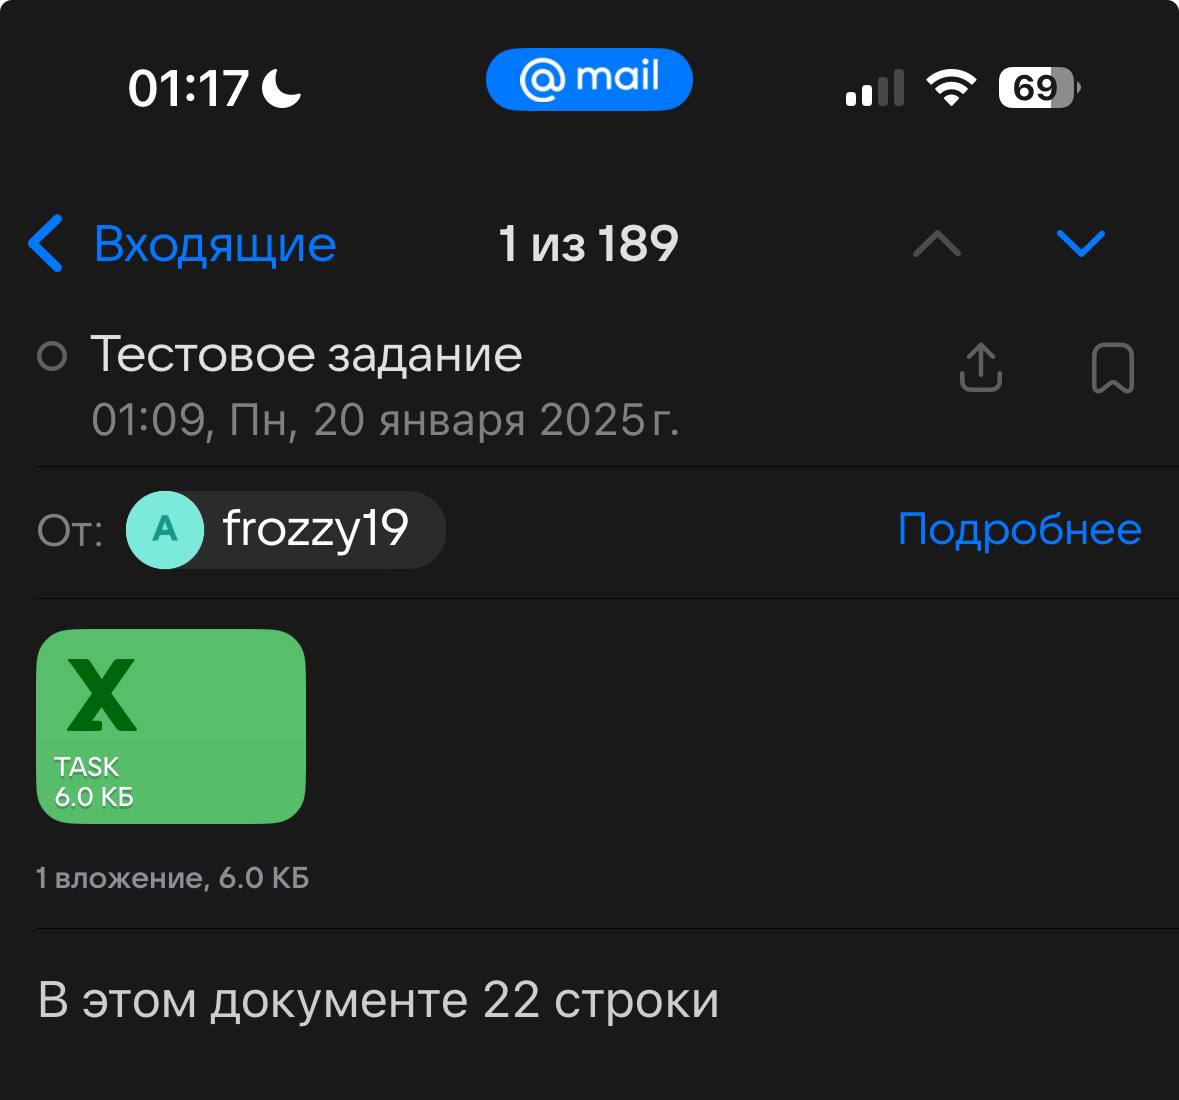 01:17 @mail 69
Входящие 1 из 189
Тестовое задание
01:09, Пн, 20 января 2025 г.
От: A frozzy19 Подробнее
X
TASK
6.0 КБ
1 вложение, 6.0 КБ
В этом документе 22 строки